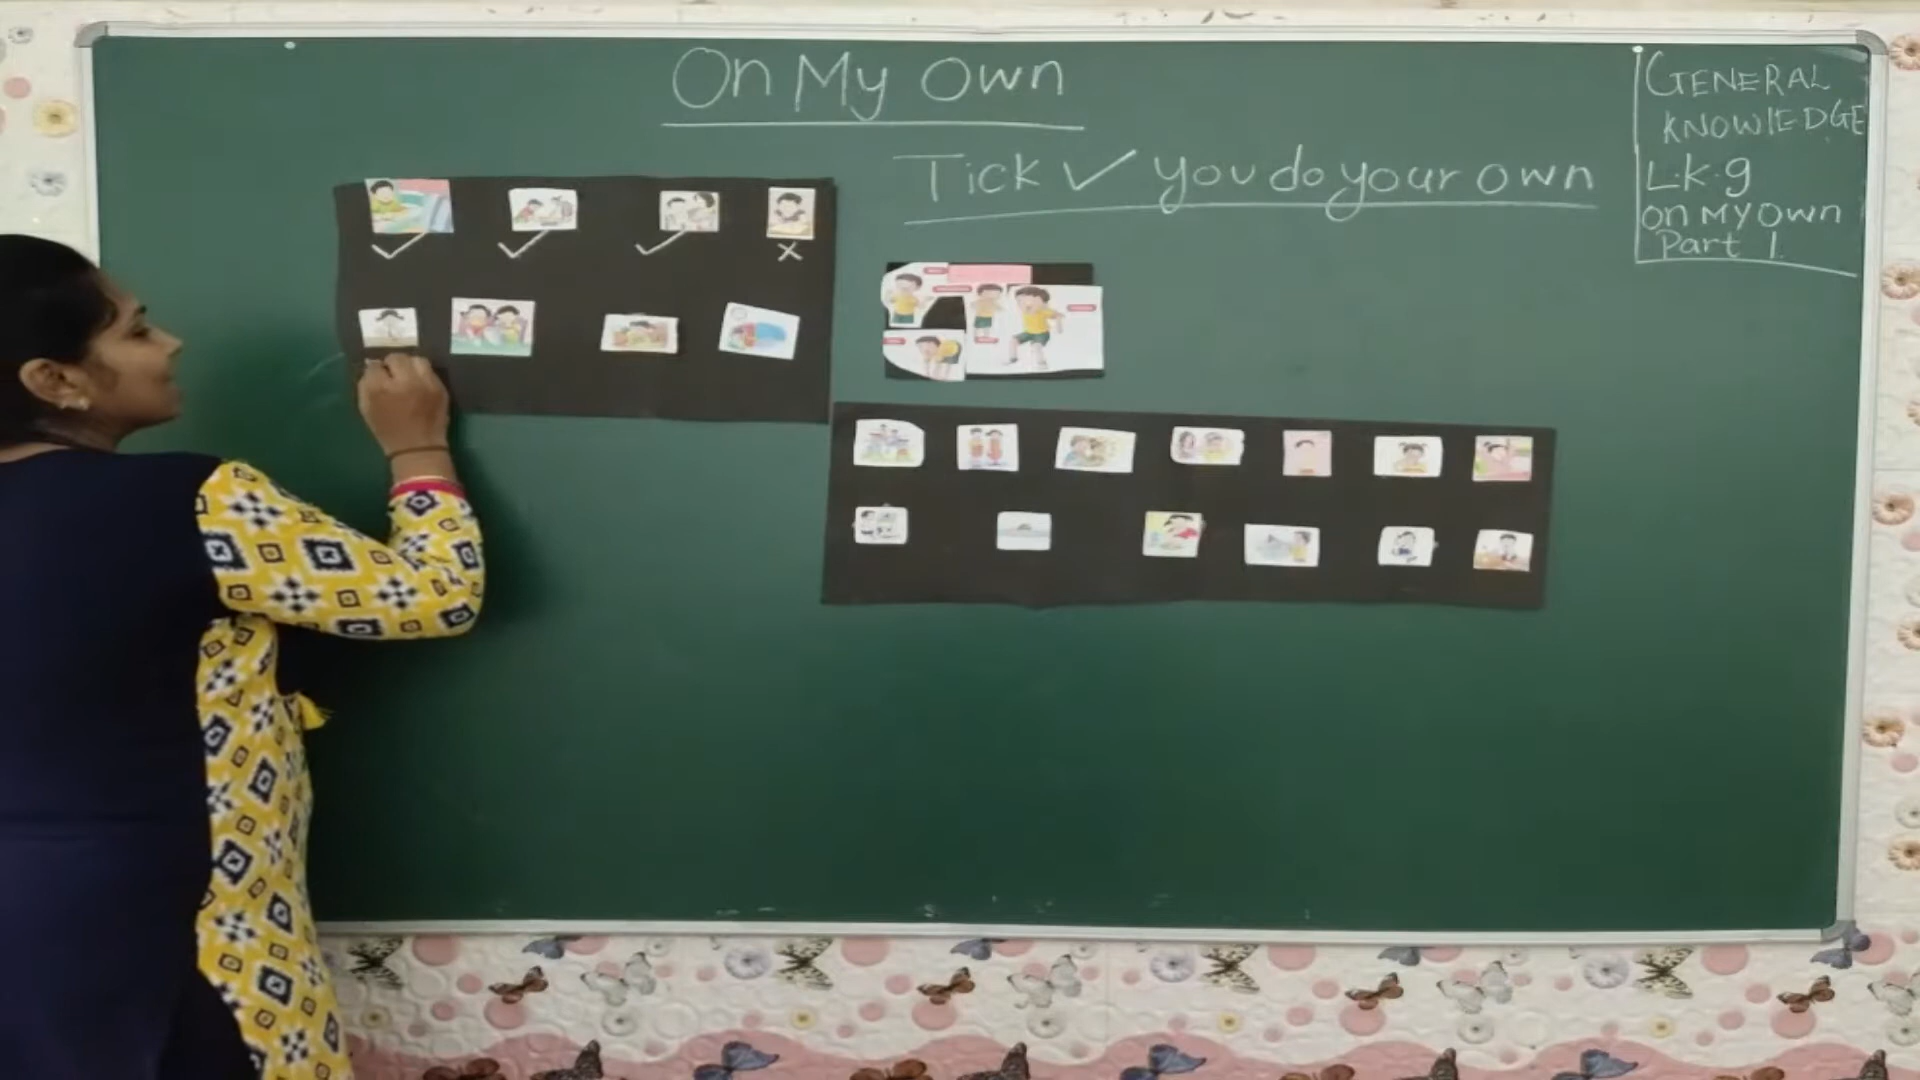 On My Own
Tick ✓ you do your own
GENERAL
KNOWlEDGE
L.k.g
on MY Own
Part 1.